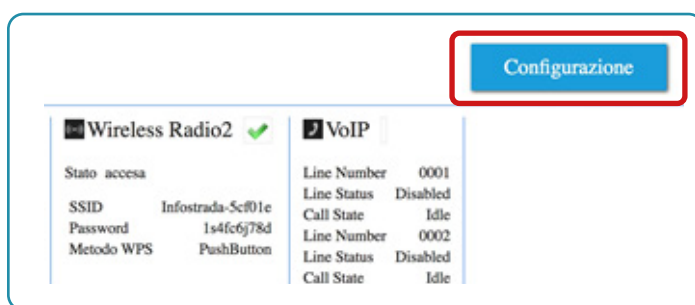 Configurazione
Wireless Radio2
Stato accesa
SSID Infostrada-5cf01e
Password 1s4fc6j78d
Metodo WPS PushButton
VoIP
Line Number 0001
Line Status Disabled
Call State Idle
Line Number 0002
Line Status Disabled
Call State Idle